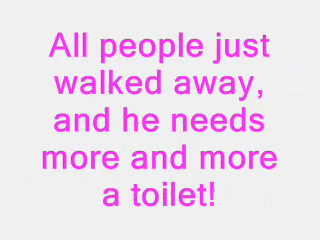 All people just
walked away,
and he needs
more and more
a toilet!